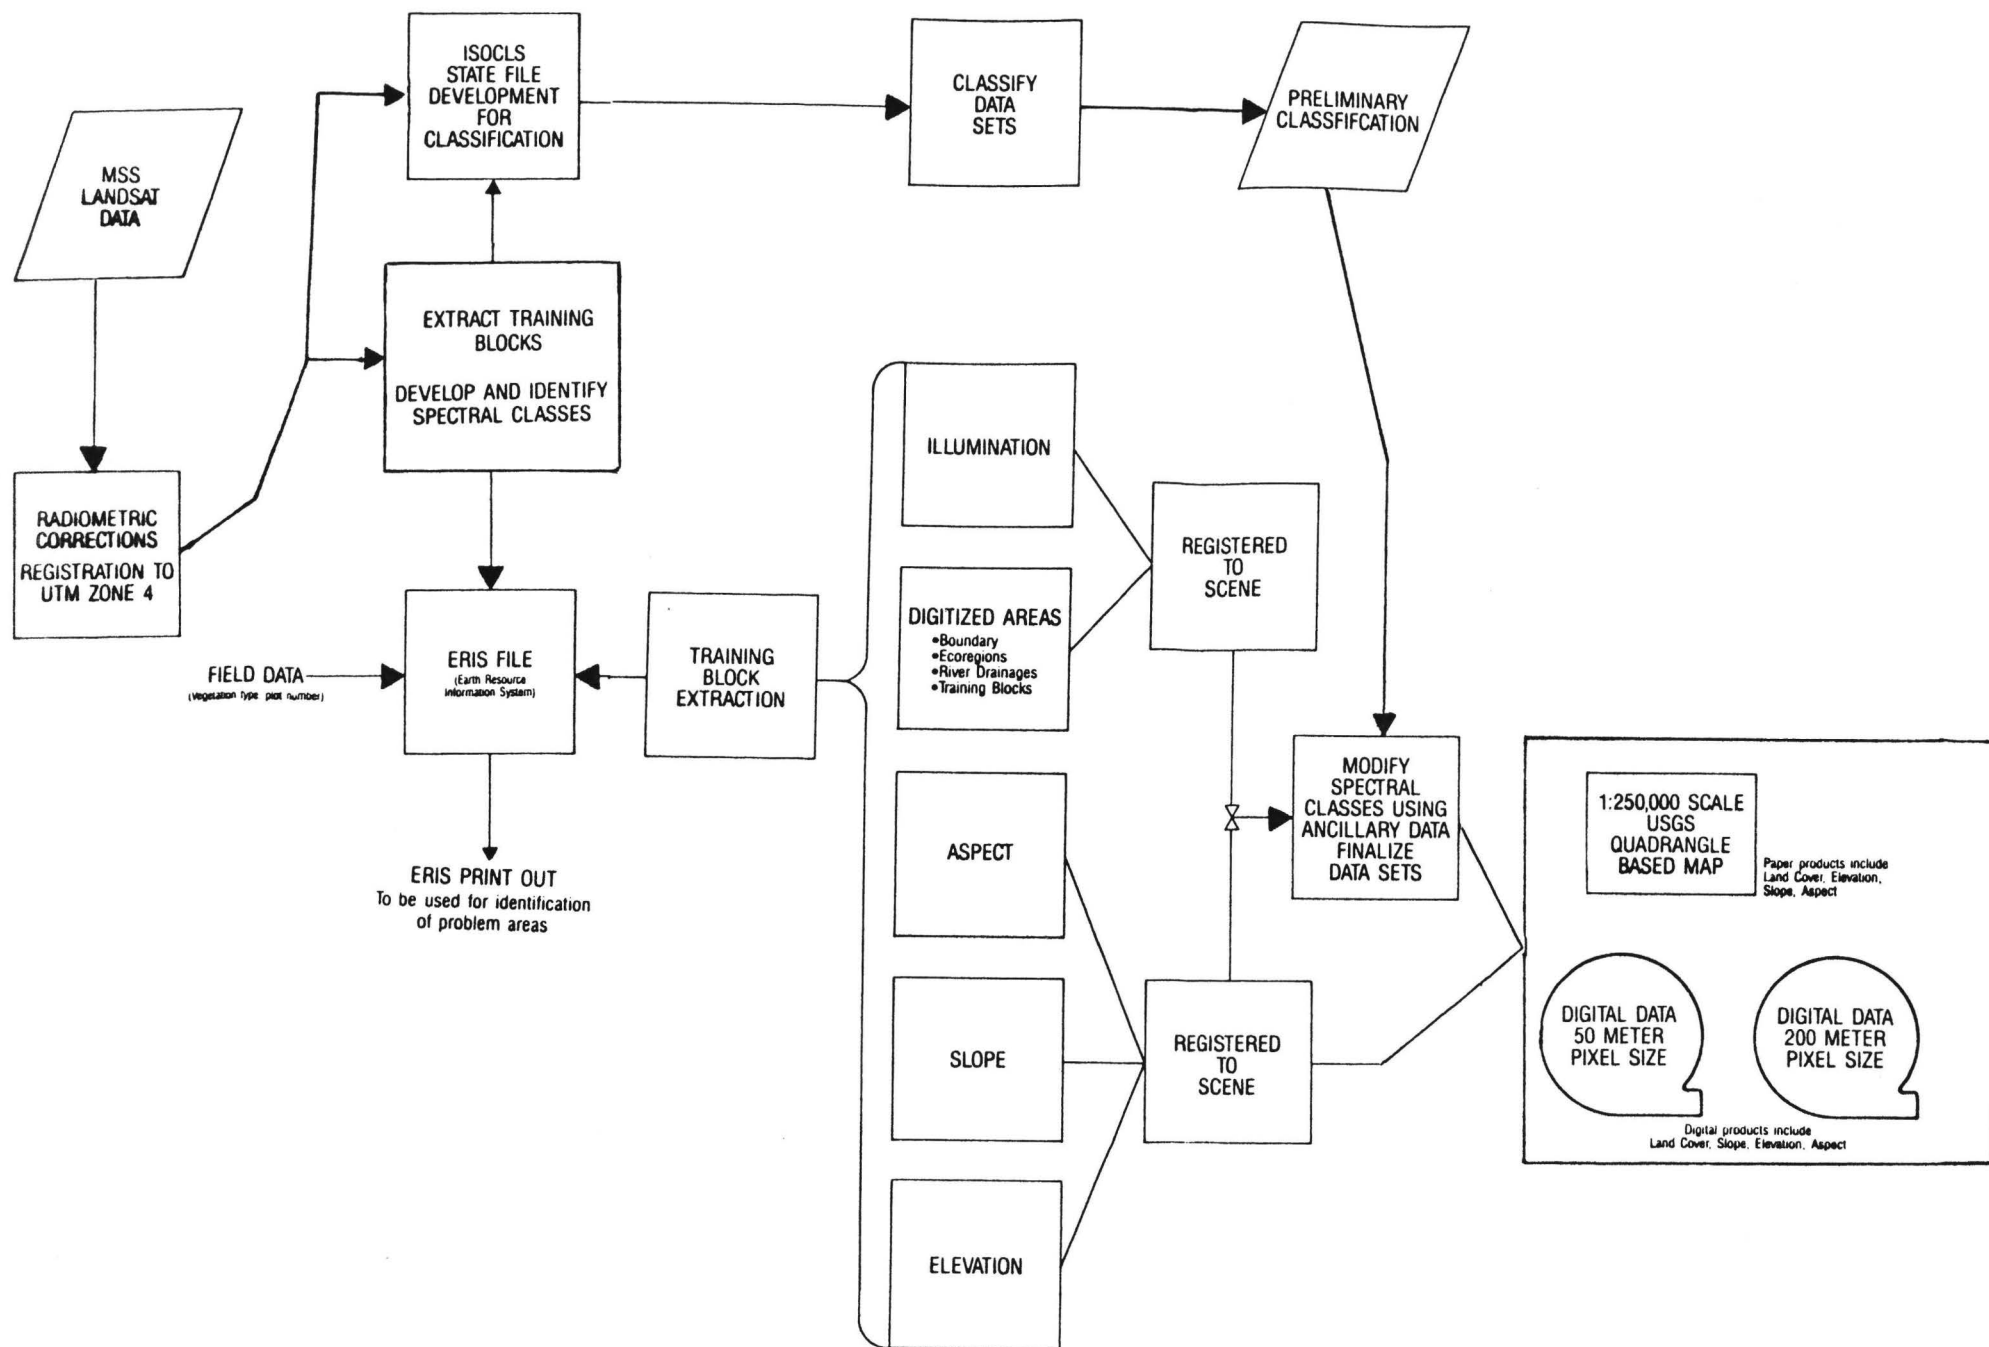 MSS
LANDSAT
DATA
RADIOMETRIC
CORRECTIONS
REGISTRATION TO
UTM ZONE 4
ISOCLS
STATE FILE
DEVELOPMENT
FOR
CLASSIFICATION
EXTRACT TRAINING
BLOCKS
DEVELOP AND IDENTIFY
SPECTRAL CLASSES
CLASSIFY
DATA
SETS
PRELIMINARY
CLASSFIFCATION
FIELD DATA
(Vegetation type plot number)
ERIS FILE
(Earth Resource
Information System)
ERIS PRINT OUT
To be used for identification
of problem areas
TRAINING
BLOCK
EXTRACTION
ILLUMINATION
DIGITIZED AREAS
•Boundary
•Ecoregions
•River Drainages
•Training Blocks
ASPECT
SLOPE
ELEVATION
REGISTERED
TO
SCENE
REGISTERED
TO
SCENE
MODIFY
SPECTRAL
CLASSES USING
ANCILLARY DATA
FINALIZE
DATA SETS
1:250,000 SCALE
USGS
QUADRANGLE
BASED MAP
Paper products include
Land Cover, Elevation,
Slope, Aspect
DIGITAL DATA
50 METER
PIXEL SIZE
DIGITAL DATA
200 METER
PIXEL SIZE
Digital products include
Land Cover, Slope, Elevation, Aspect